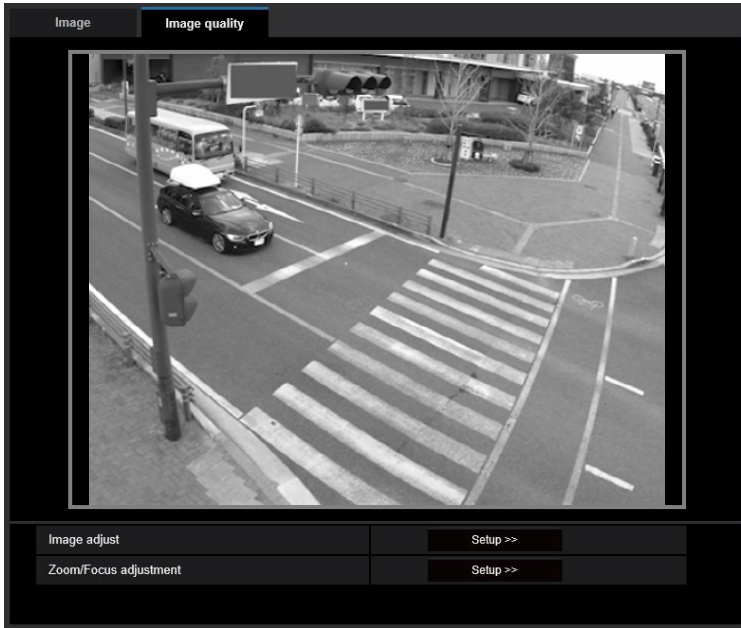 Image
Image quality
Image adjust
Setup >>
Zoom/Focus adjustment
Setup >>